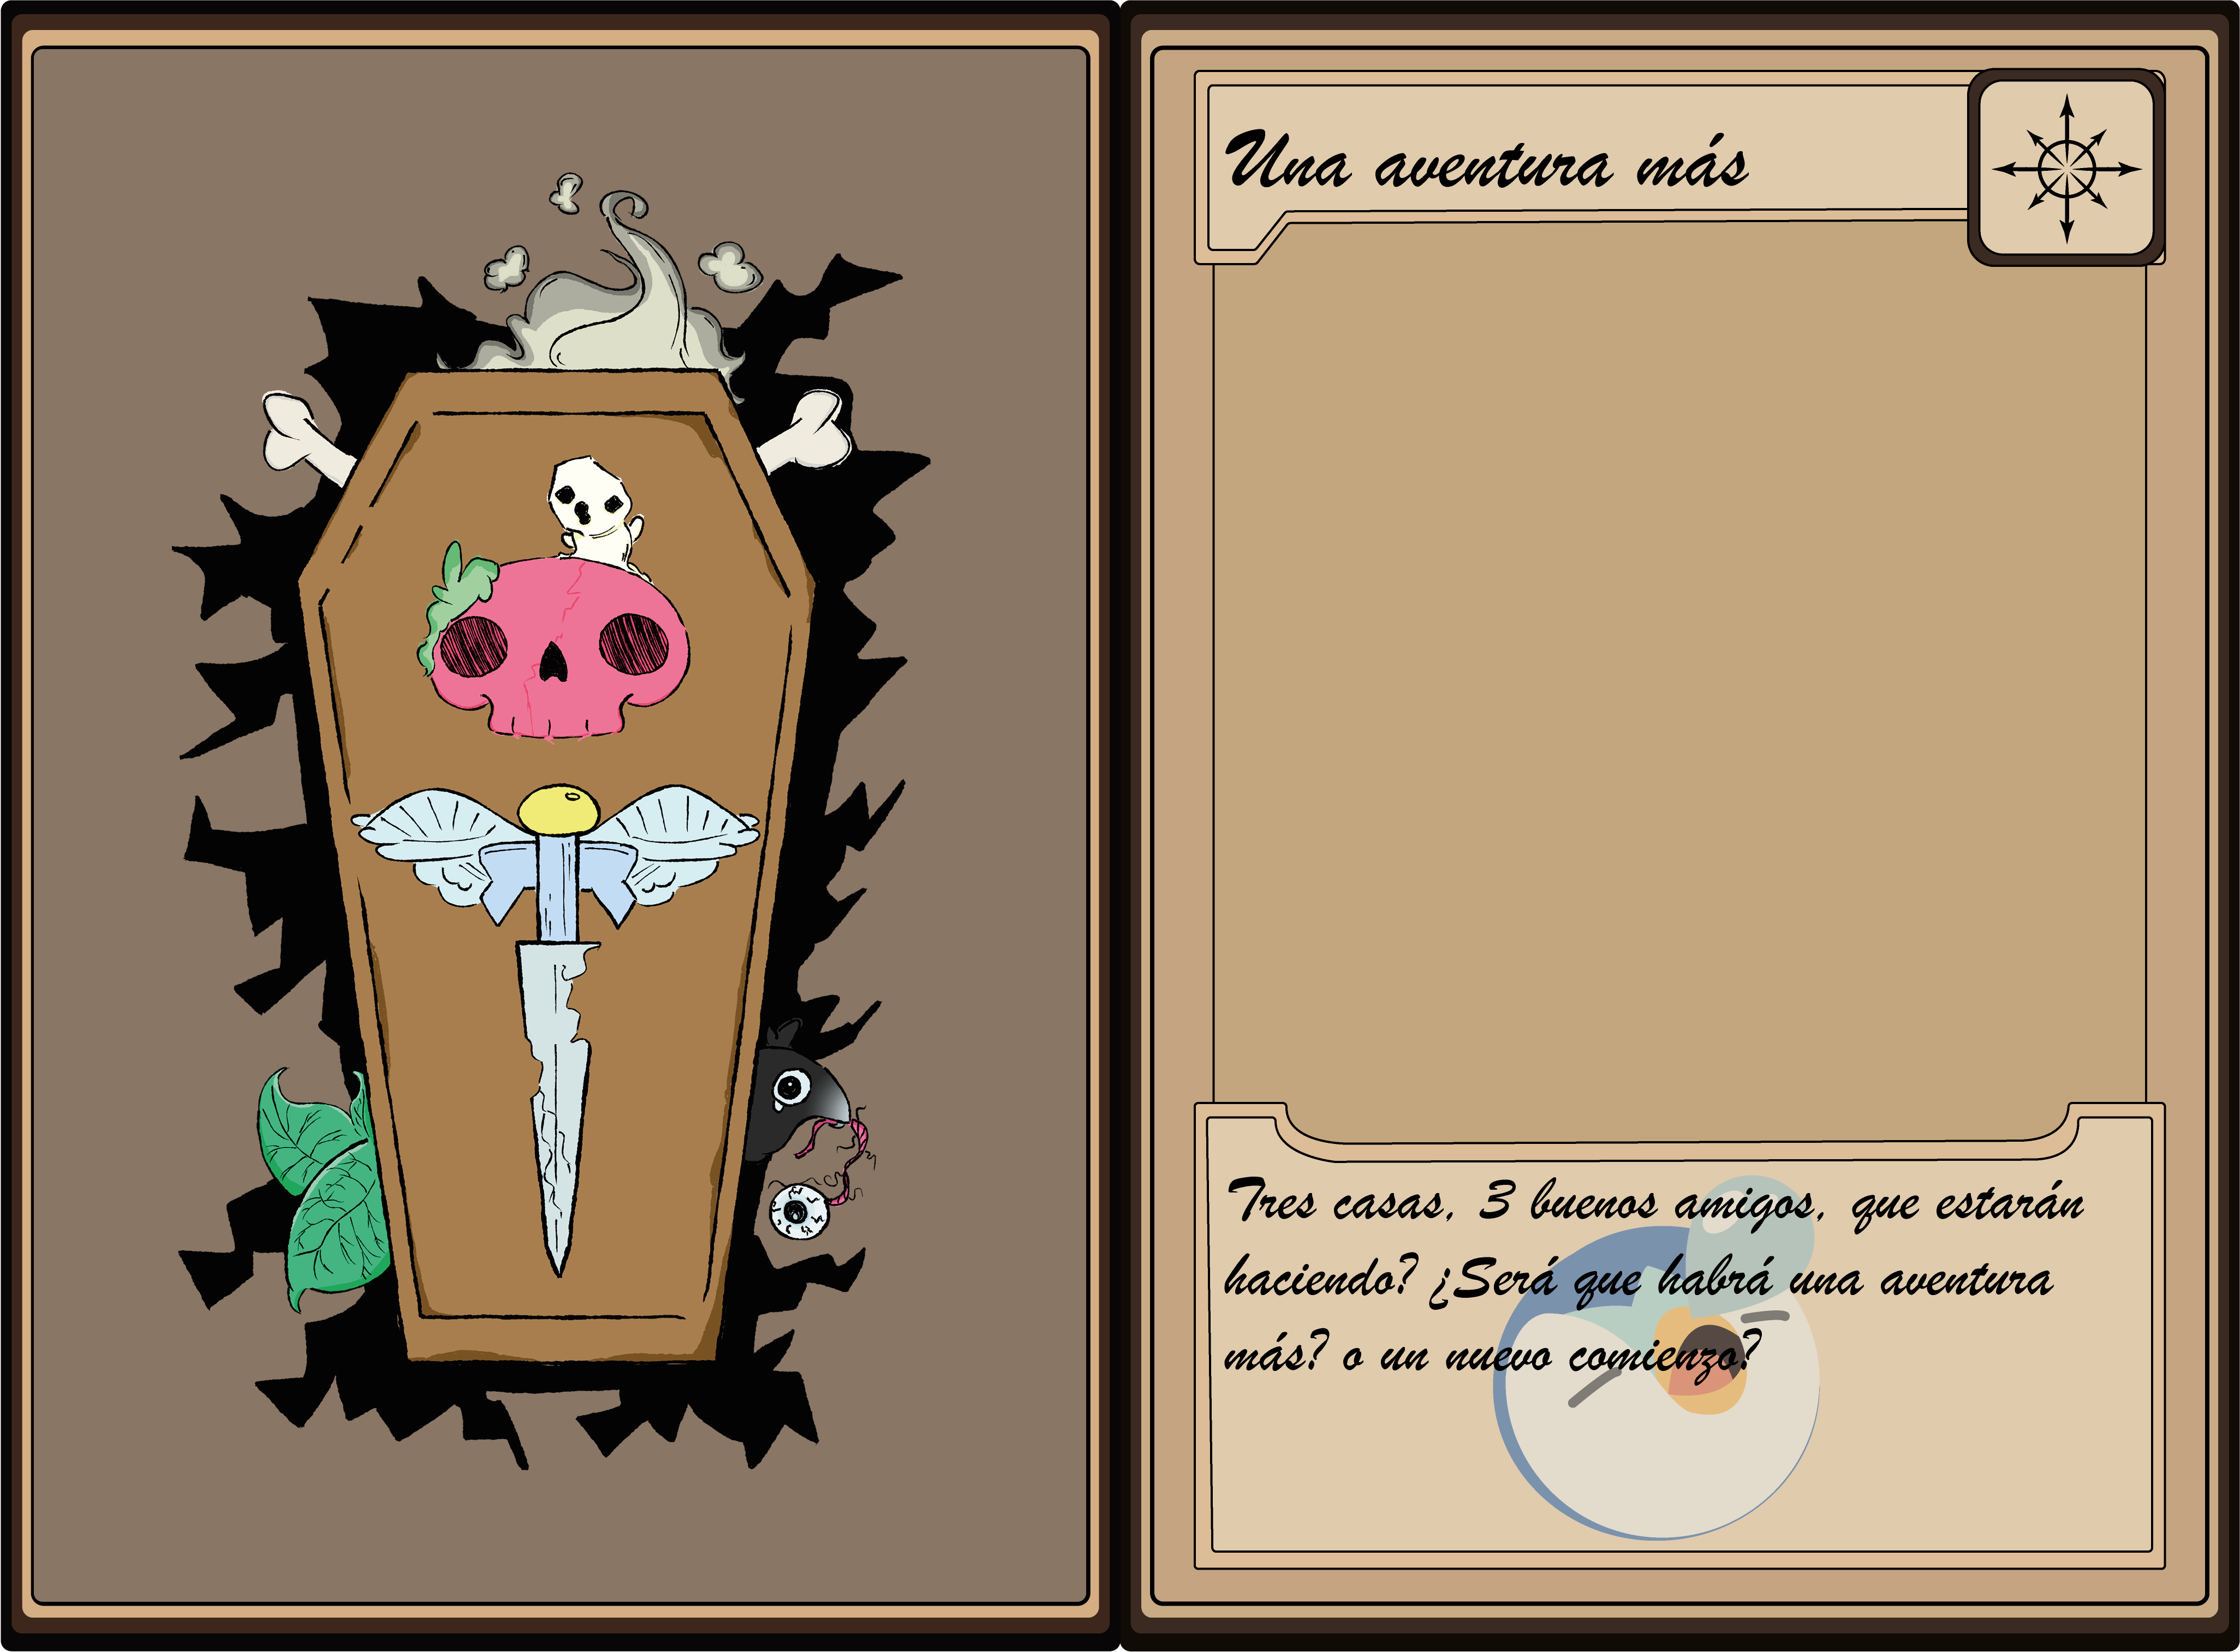 Una aventura más
Tres casas, 3 buenos amigos, que estarán
haciendo? ¿Será que habrá una aventura
más? o un nuevo comienzo?